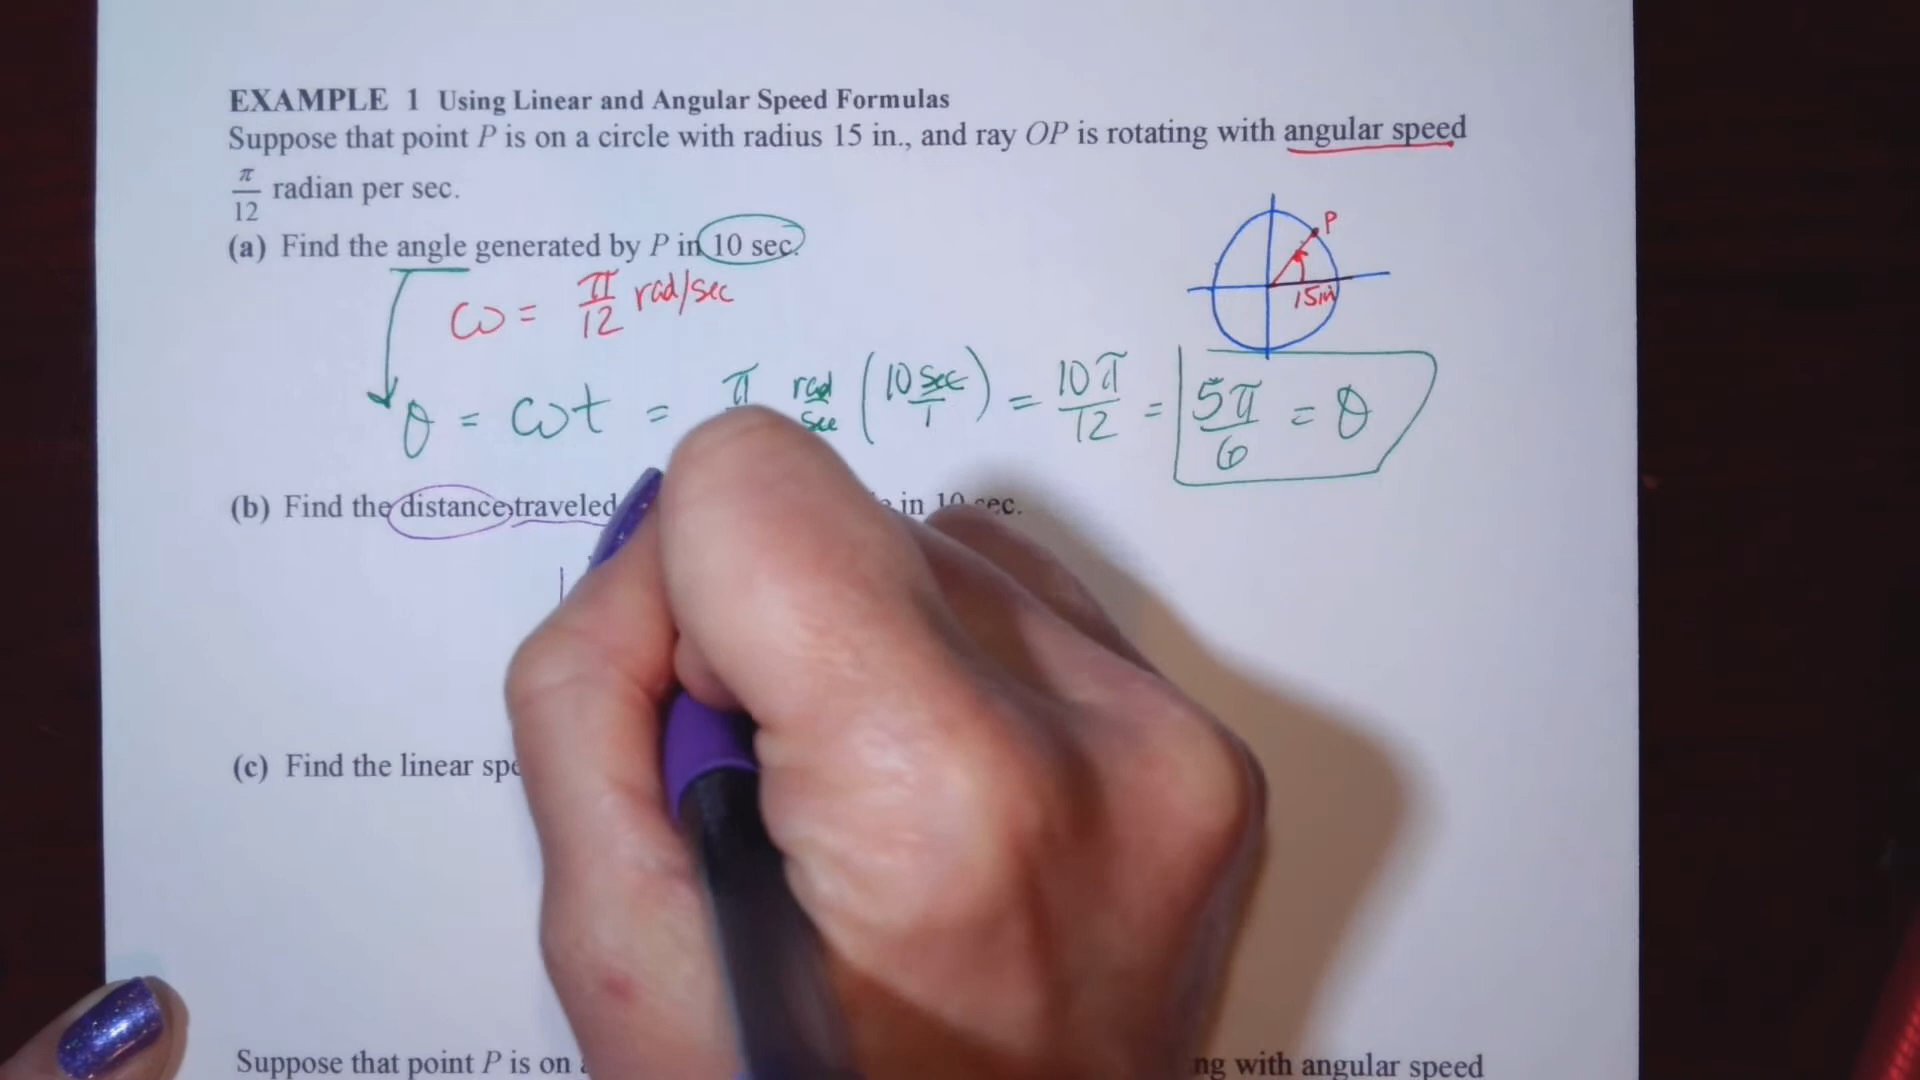 EXAMPLE 1 Using Linear and Angular Speed Formulas
Suppose that point P is on a circle with radius 15 in., and ray OP is rotating with angular speed
π/12 radian per sec.
(a) Find the angle generated by P in 10 sec.
P
15in
ω = π/12 rad/sec
θ = ωt = π rad/sec (10 sec/1) = 10π/12 = 5π/6 = θ
(b) Find the distance traveled in 10 sec.
(c) Find the linear
Suppose that point P is on with angular speed